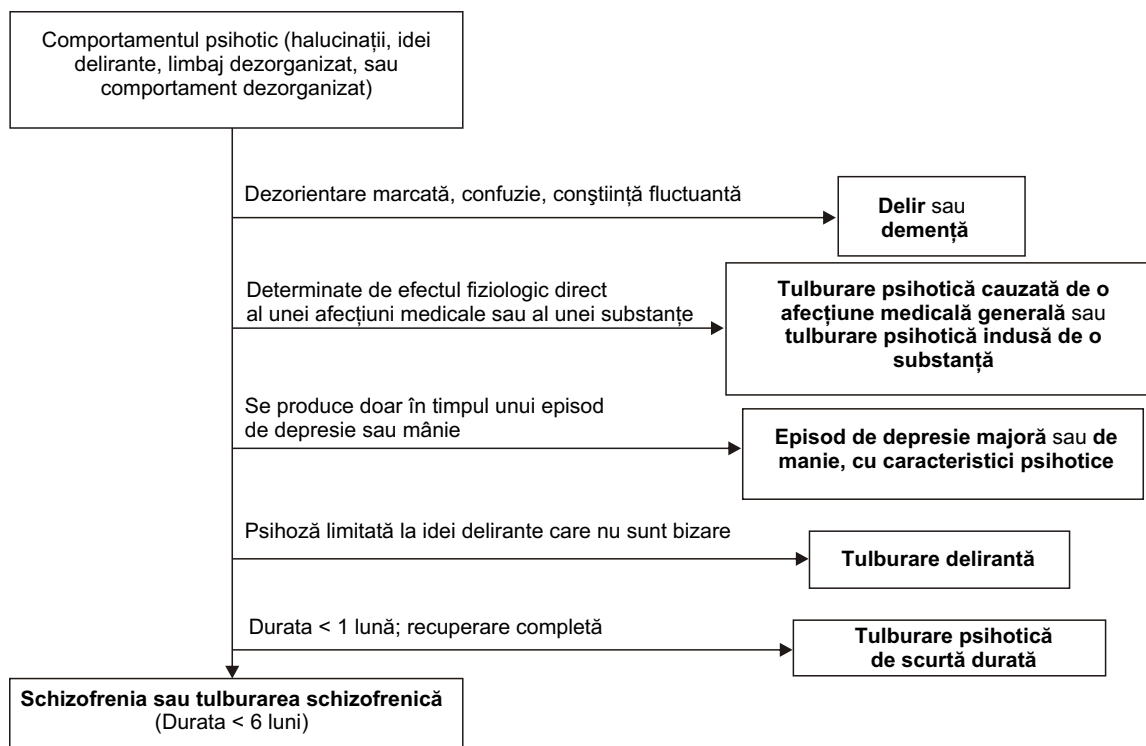 Comportamentul psihotic (halucinații, idei
delirante, limbaj dezorganizat, sau
comportament dezorganizat)
Dezorientare marcată, confuzie, conştiință fluctuantă
Delir sau
demență
Determinate de efectul fiziologic direct
al unei afecțiuni medicale sau al unei substanțe
Tulburare psihotică cauzată de o
afecțiune medicală generală sau
tulburare psihotică indusă de o
substanță
Se produce doar în timpul unui episod
de depresie sau mânie
Episod de depresie majoră sau de
manie, cu caracteristici psihotice
Psihoză limitată la idei delirante care nu sunt bizare
Tulburare delirantă
Durata < 1 lună; recuperare completă
Tulburare psihotică
de scurtă durată
Schizofrenia sau tulburarea schizofrenică
(Durata < 6 luni)